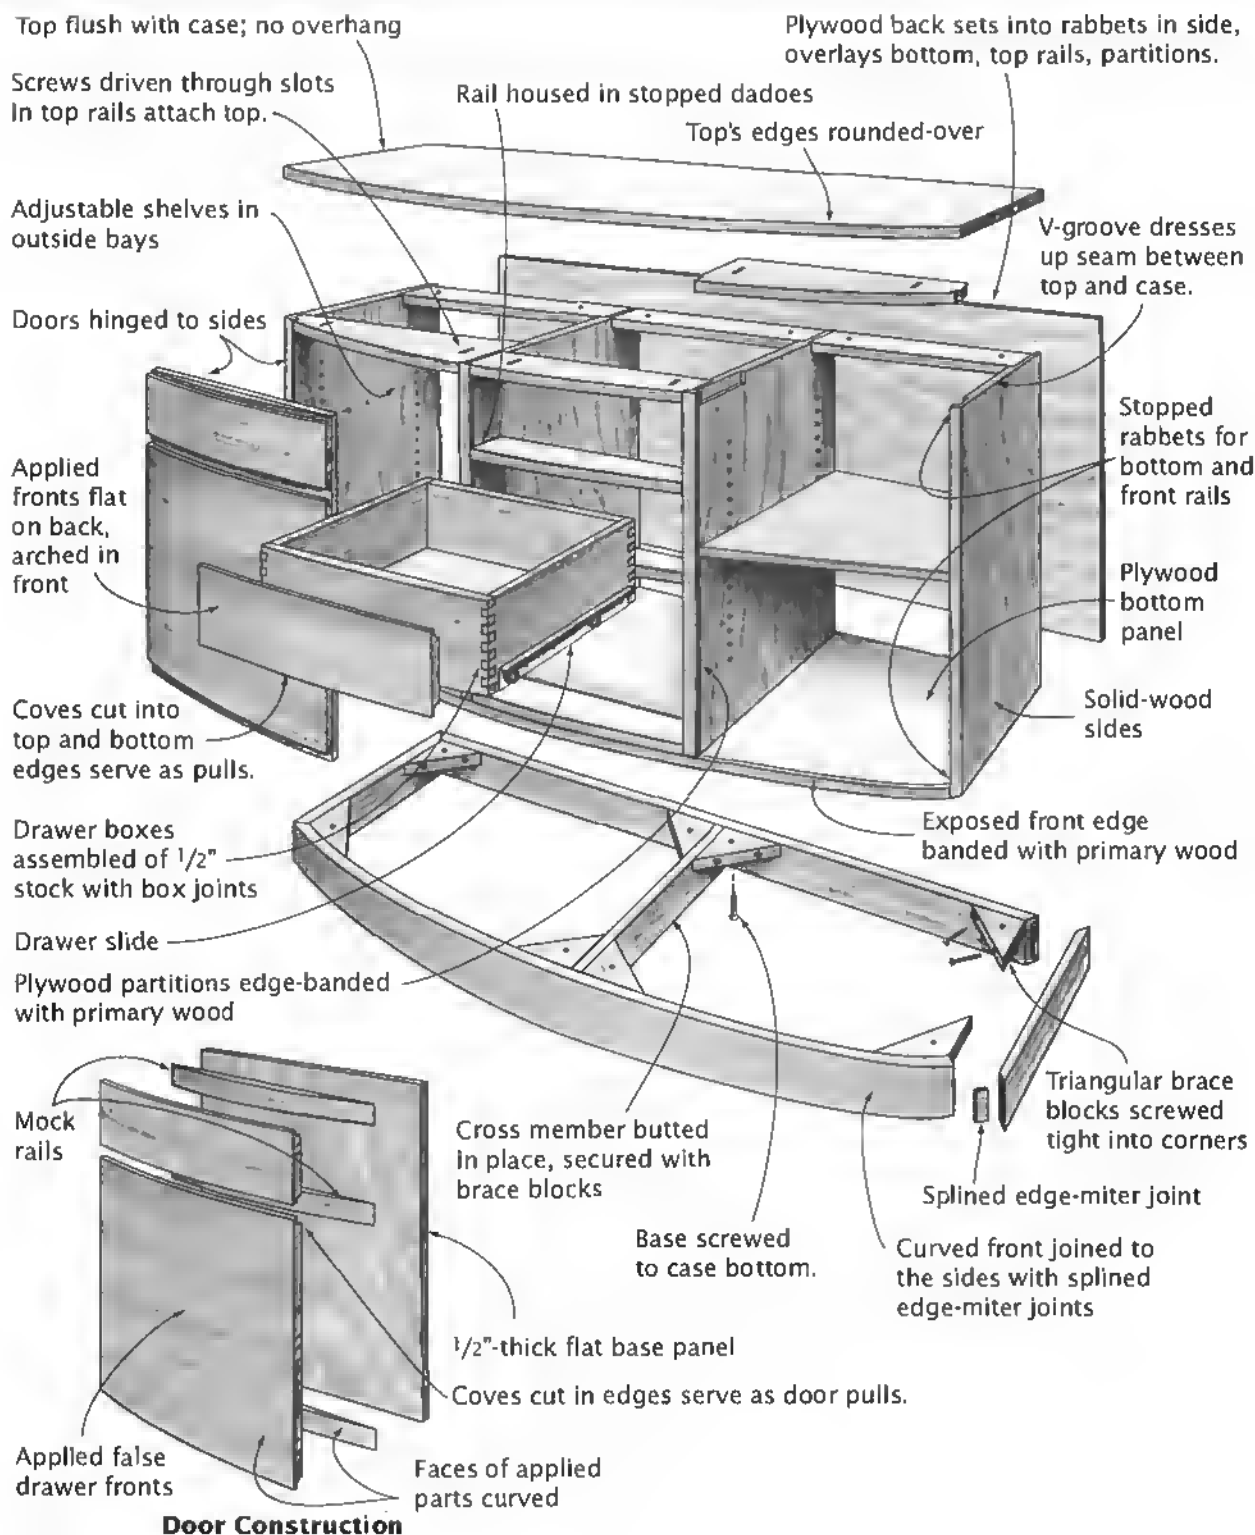 Top flush with case; no overhang
Screws driven through slots
in top rails attach top.
Rail housed in stopped dadoes
Plywood back sets into rabbets in side,
overlays bottom, top rails, partitions.
Top's edges rounded-over
Adjustable shelves in
outside bays
V-groove dresses
up seam between
top and case.
Doors hinged to sides
Stopped
rabbets for
bottom and
front rails
Applied
fronts flat
on back,
arched in
front
Plywood
bottom
panel
Solid-wood
sides
Coves cut into
top and bottom
edges serve as pulls.
Exposed front edge
banded with primary wood
Drawer boxes
assembled of 1/2"
stock with box joints
Drawer slide
Plywood partitions edge-banded
with primary wood
Mock
rails
Cross member butted
in place, secured with
brace blocks
Triangular brace
blocks screwed
tight into corners
Splined edge-miter joint
Base screwed
to case bottom.
Curved front joined to
the sides with splined
edge-miter joints
1/2"-thick flat base panel
Coves cut in edges serve as door pulls.
Applied false
drawer fronts
Faces of applied
parts curved
Door Construction